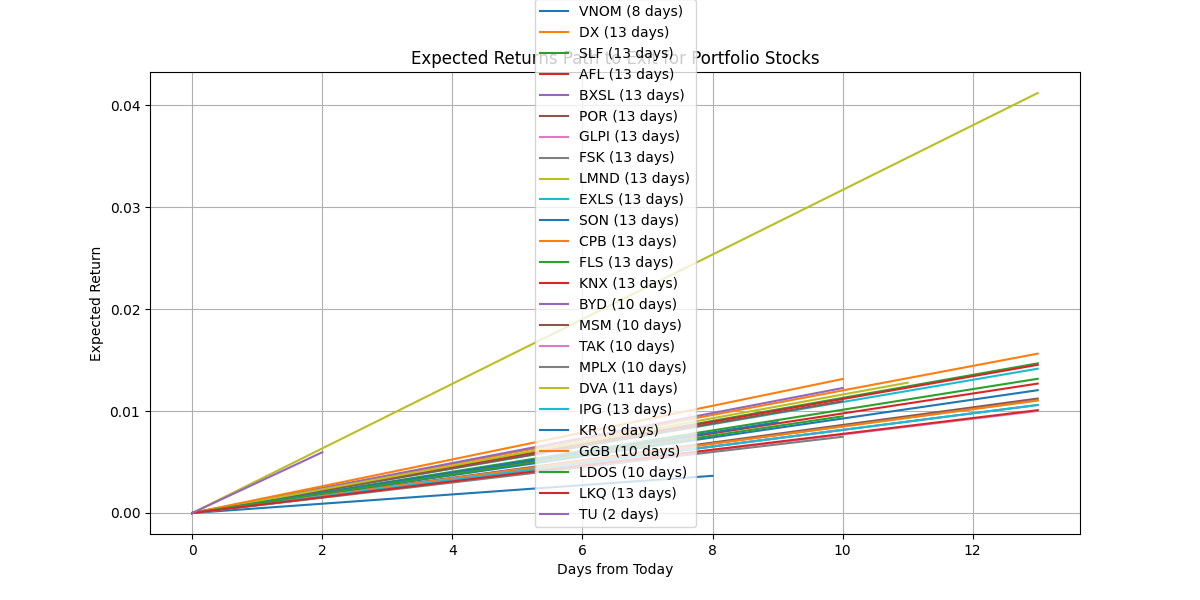 VNOM (8 days)
DX (13 days)
SLF (13 days)
Expected Returns Path to Exit for Portfolio Stocks
AFL (13 days)
BXSL (13 days)
POR (13 days)
GLPI (13 days)
FSK (13 days)
LMND (13 days)
EXLS (13 days)
SON (13 days)
CPB (13 days)
FLS (13 days)
KNX (13 days)
BYD (10 days)
MSM (10 days)
TAK (10 days)
MPLX (10 days)
DVA (11 days)
IPG (13 days)
KR (9 days)
GGB (10 days)
LDOS (10 days)
LKQ (13 days)
TU (2 days)
Expected Return
0.04
0.03
0.02
0.01
0.00
0 2 4 6 8 10 12
Days from Today